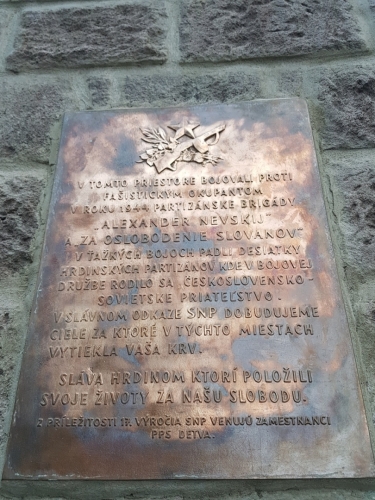 V TOMTO PRIESTORE BOJOVALI PROTI
FAŠISTICKÝM OKUPANTOM
V ROKU 1944 PARTIZÁNSKE BRIGÁDY
„ALEXANDER NEVSKIJ"
A „ZA OSLOBODENIE SLOVANOV"
V ŤAŽKÝCH BOJOCH PADLI DESIATKY
HRDINSKÝCH PARTIZÁNOV KDE V BOJOVEJ
DRUŽBE RODILO SA ČESKOSLOVENSKO-
SOVIETSKE PRIATEĽSTVO.
V SLÁVNOM ODKAZE SNP DOBUDUJEME
CIELE ZA KTORÉ V TÝCHTO MIESTACH
VYTIEKLA VAŠA KRV.
SLÁVA HRDINOM KTORÍ POLOŽILI
SVOJE ŽIVOTY ZA NAŠU SLOBODU.
Z PRÍLEŽITOSTI 17. VÝROČIA SNP VENUJÚ ZAMESTNANCI
PPS DETVA.